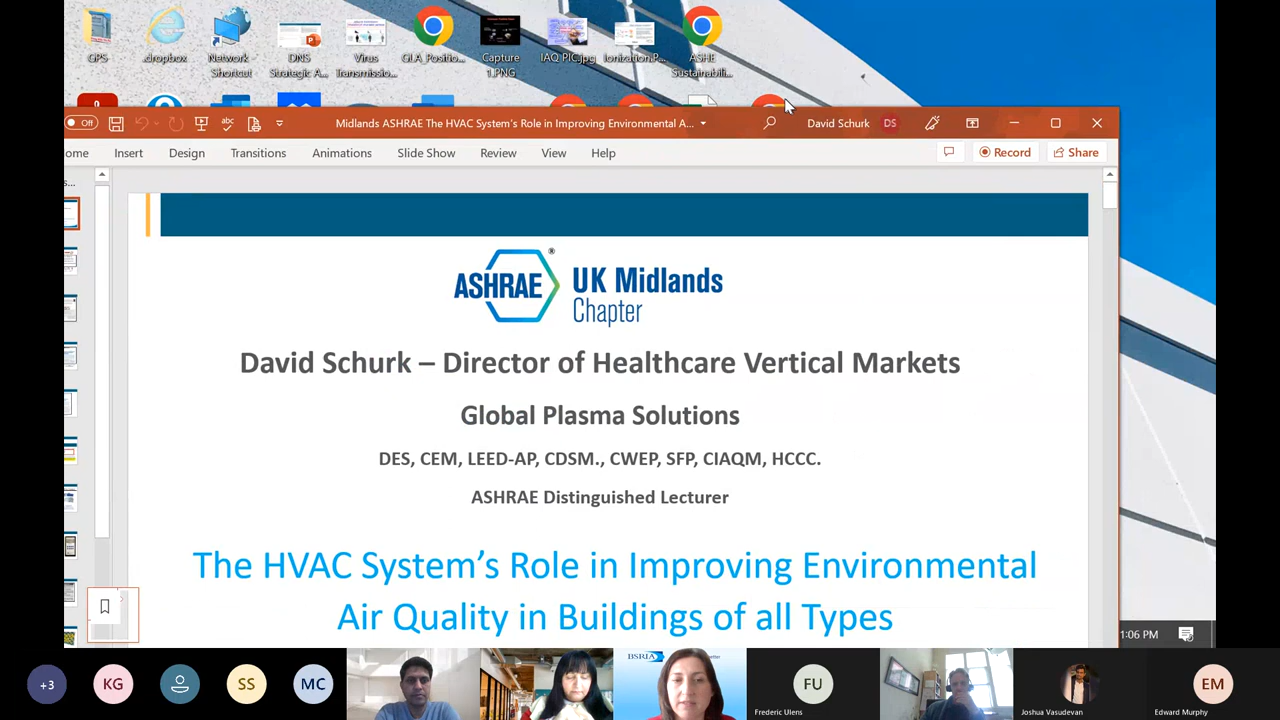 GPS
.dropbox
Network -
Shortcut
DNS
Strategic A...
Virus
Transmissio...
GLA_Positio...
Capture
1.PNG
IAQ PIC.jpg
Ionization.P...
ASHE
Sustainabili...
Off
abc
Midlands ASHRAE The HVAC System's Role in Improving Environmental A...
David Schurk
DS
ome
Insert
Design
Transitions
Animations
Slide Show
Review
View
Help
Record
Share
s...
ASHRAE®
UK Midlands
Chapter
David Schurk – Director of Healthcare Vertical Markets
Global Plasma Solutions
DES, CEM, LEED-AP, CDSM., CWEP, SFP, CIAQM, HCCC.
ASHRAE Distinguished Lecturer
The HVAC System's Role in Improving Environmental
Air Quality in Buildings of all Types
1:06 PM
+3
KG
SS
MC
BSRIA
FU
Frederic Ulens
Joshua Vasudevan
EM
Edward Murphy